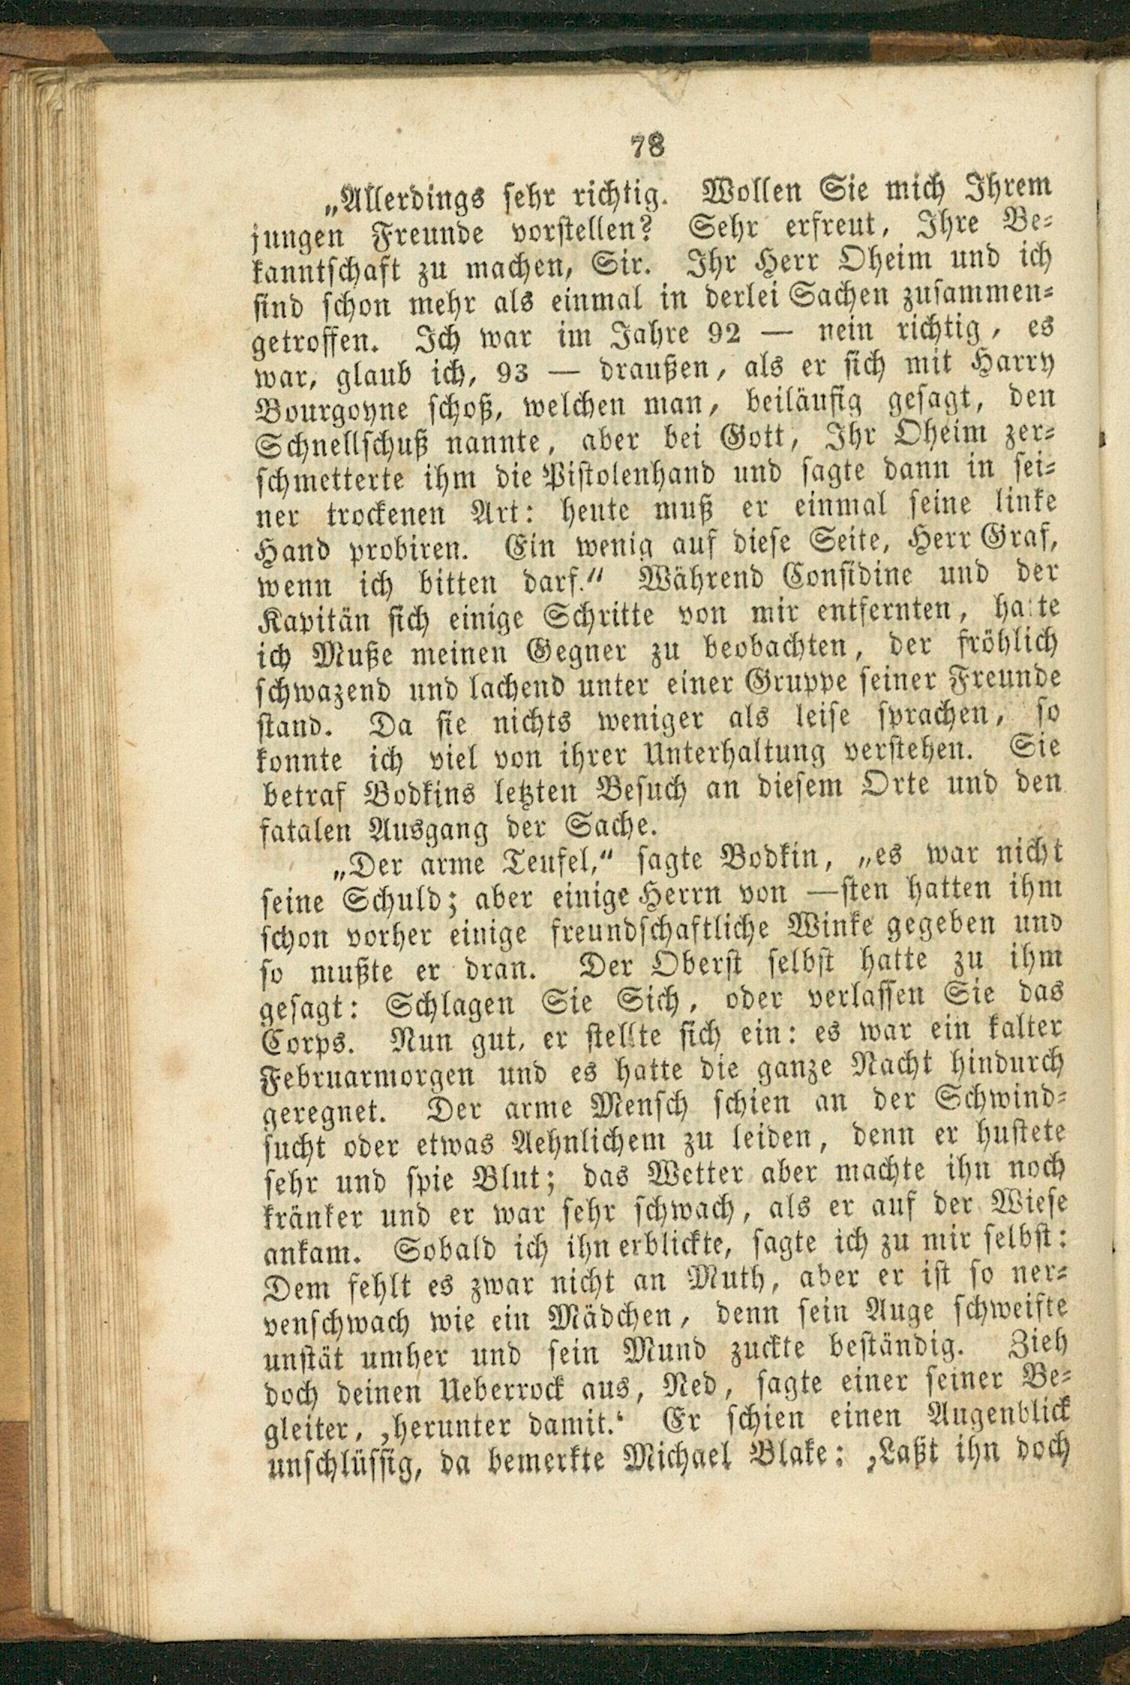 78
„Allerdings sehr richtig. Wollen Sie mich Ihrem
jungen Freunde vorstellen? Sehr erfreut, Ihre Be-
kanntschaft zu machen, Sir. Ihr Herr Oheim und ich
sind schon mehr als einmal in derlei Sachen zusammen-
getroffen. Ich war im Jahre 92 — nein richtig, es
war, glaub ich, 93 — draußen, als er sich mit Harry
Bourgoyne schoß, welchen man, beiläufig gesagt, den
Schnellschuß nannte, aber bei Gott, Ihr Oheim zer-
schmetterte ihm die Pistolenhand und sagte dann in sei-
ner trockenen Art: heute muß er einmal seine linke
Hand probiren. Ein wenig auf diese Seite, Herr Graf,
wenn ich bitten darf.“ Während Considine und der
Kapitän sich einige Schritte von mir entfernten, hatte
ich Muße meinen Gegner zu beobachten, der fröhlich
schwazend und lachend unter einer Gruppe seiner Freunde
stand. Da sie nichts weniger als leise sprachen, so
konnte ich viel von ihrer Unterhaltung verstehen. Sie
betraf Bodkins letzten Besuch an diesem Orte und den
fatalen Ausgang der Sache.
„Der arme Teufel,“ sagte Bodkin, „es war nicht
seine Schuld; aber einige Herrn von —sten hatten ihm
schon vorher einige freundschaftliche Winke gegeben und
so mußte er dran. Der Oberst selbst hatte zu ihm
gesagt: Schlagen Sie Sich, oder verlassen Sie das
Corps. Nun gut, er stellte sich ein: es war ein kalter
Februarmorgen und es hatte die ganze Nacht hindurch
geregnet. Der arme Mensch schien an der Schwind-
sucht oder etwas Aehnlichem zu leiden, denn er hustete
sehr und spie Blut; das Wetter aber machte ihn noch
kränker und er war sehr schwach, als er auf der Wiese
ankam. Sobald ich ihn erblickte, sagte ich zu mir selbst:
Dem fehlt es zwar nicht an Muth, aber er ist so ner-
venschwach wie ein Mädchen, denn sein Auge schweifte
unstät umher und sein Mund zuckte beständig. Zieh
doch deinen Ueberrock aus, Ned, sagte einer seiner Be-
gleiter, ‚herunter damit.‘ Er schien einen Augenblick
unschlüssig, da bemerkte Michael Blake: ‚Laßt ihn doch